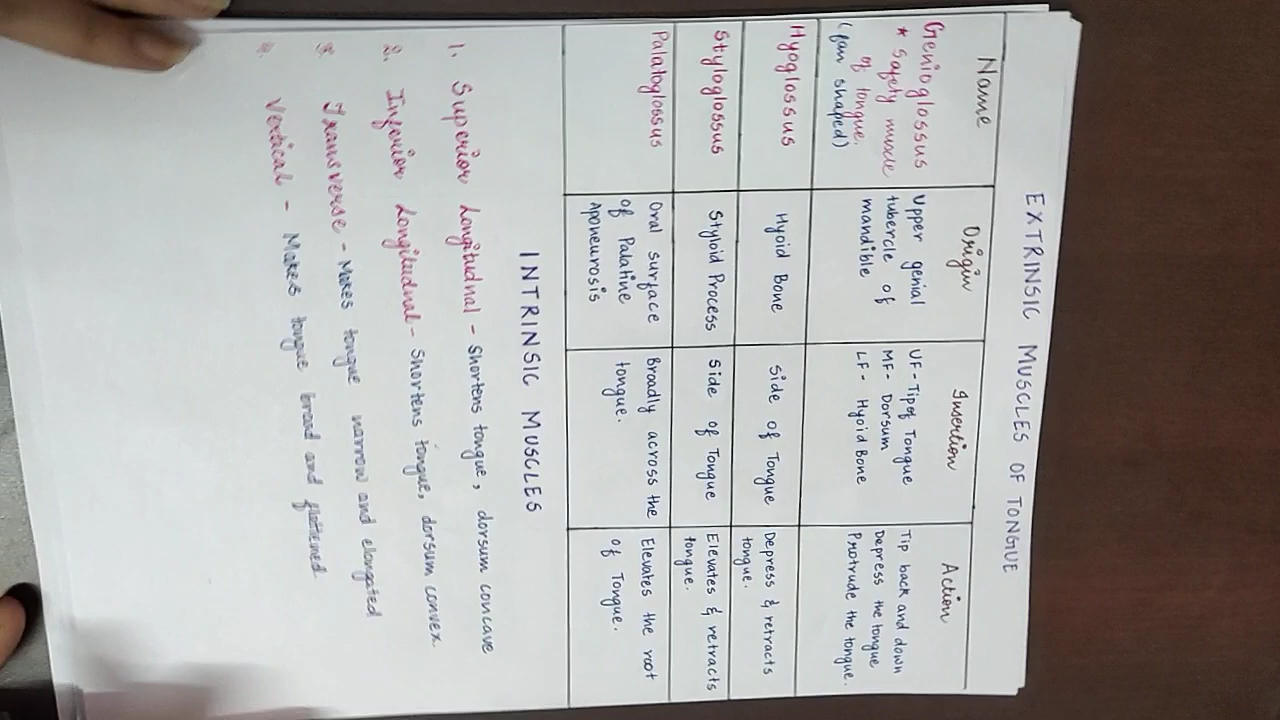 EXTRINSIC MUSCLES OF TONGUE
Name
Origin
Insertion
Action
Genioglossus
* Safety muscle
of tongue.
(fan shaped)
Upper genial
tubercle of
mandible
UF- Tip of Tongue
MF- Dorsum
LF - Hyoid Bone
Tip back and down
Depress the tongue
Protrude the tongue.
Hyoglossus
Hyoid Bone
Side of Tongue
Depress & retracts
tongue.
Styloglossus
Styloid Process
Side of Tongue
Elevates & retracts
tongue.
Palatoglossus
Oral surface
of Palatine
Aponeurosis
Broadly across the
tongue.
Elevates the root
of Tongue.
INTRINSIC MUSCLES
1. Superior Longitudnal - Shortens tongue, dorsum concave
2. Inferior Longitudnal - Shortens tongue, dorsum convex.
3. Transverse - Makes tongue narrow and elongated
4. Vertical - Makes tongue broad and flattened.